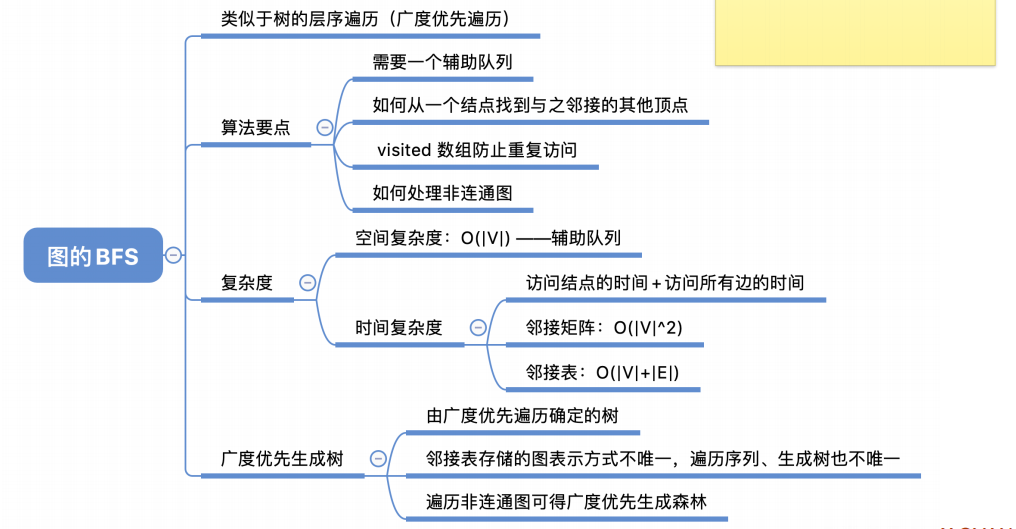 类似于树的层序遍历（广度优先遍历）
需要一个辅助队列
如何从一个结点找到与之邻接的其他顶点
算法要点
visited 数组防止重复访问
如何处理非连通图
图的BFS
空间复杂度：O(|V|) ——辅助队列
复杂度
访问结点的时间+访问所有边的时间
时间复杂度
邻接矩阵：O(|V|^2)
邻接表：O(|V|+|E|)
由广度优先遍历确定的树
广度优先生成树
邻接表存储的图表示方式不唯一，遍历序列、生成树也不唯一
遍历非连通图可得广度优先生成森林